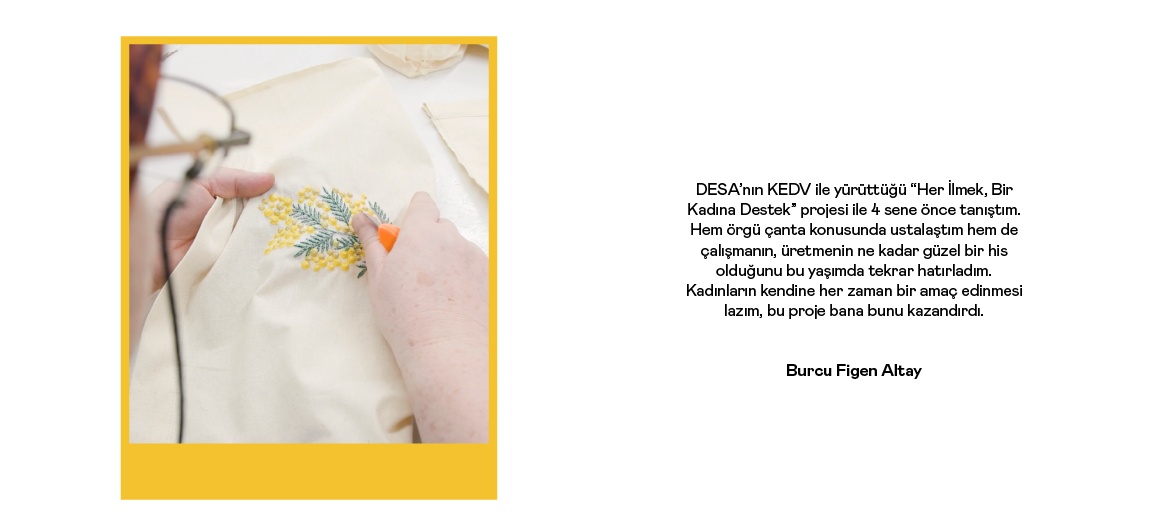 DESA’nın KEDV ile yürüttüğü “Her İlmek, Bir
Kadına Destek” projesi ile 4 sene önce tanıştım.
Hem örgü çanta konusunda ustalaştım hem de
çalışmanın, üretmenin ne kadar güzel bir his
olduğunu bu yaşımda tekrar hatırladım.
Kadınların kendine her zaman bir amaç edinmesi
lazım, bu proje bana bunu kazandırdı.
Burcu Figen Altay